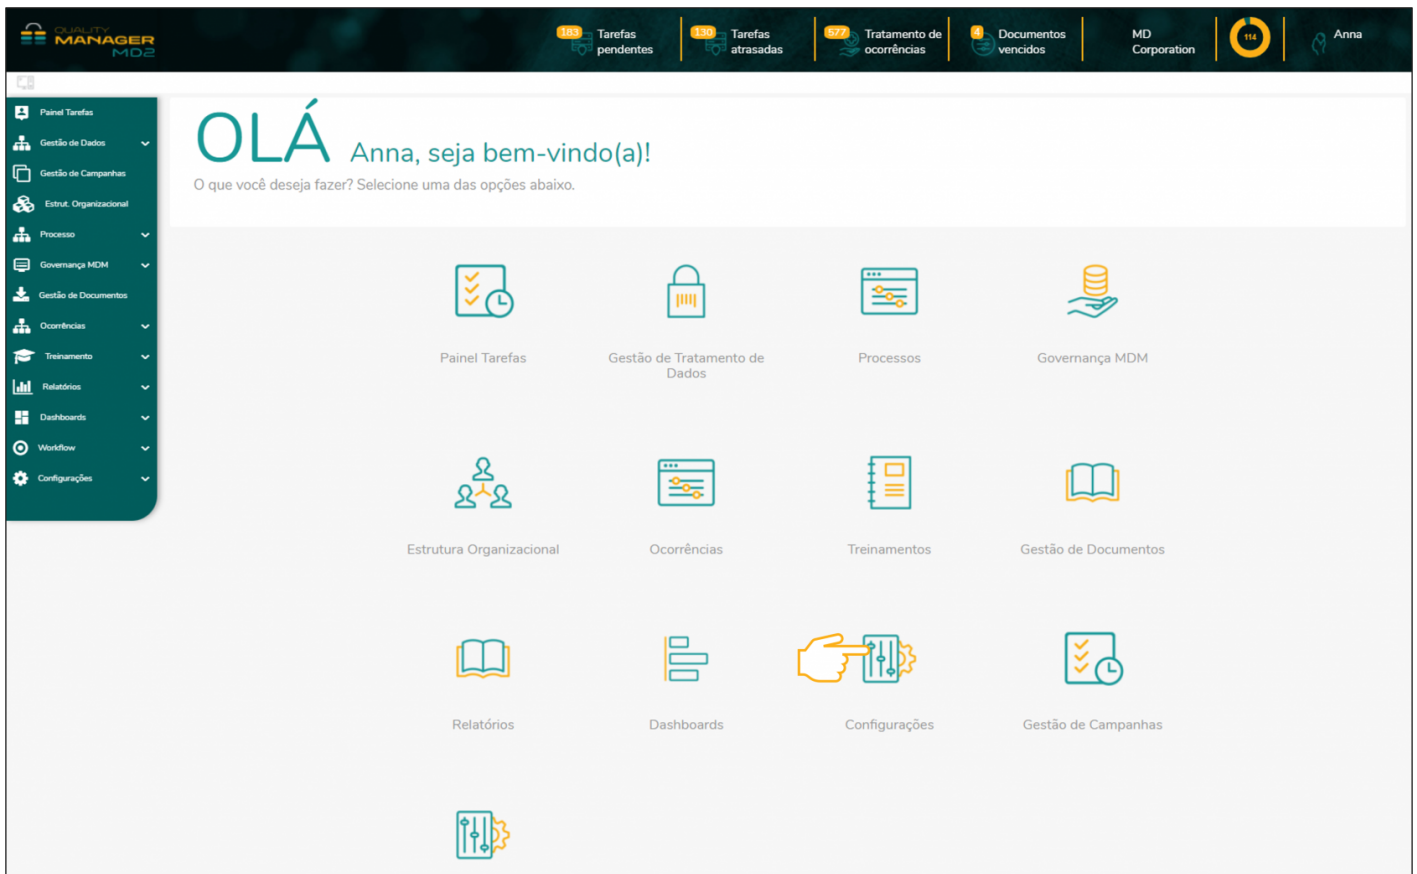 QUALITY
MANAGER
MD2
183 Tarefas pendentes
130 Tarefas atrasadas
577 Tratamento de ocorrências
4 Documentos vencidos
MD Corporation
114
Anna
Painel Tarefas
Gestão de Dados
Gestão de Campanhas
Estrut. Organizacional
Processo
Governança MDM
Gestão de Documentos
Ocorrências
Treinamento
Relatórios
Dashboards
Workflow
Configurações
OLÁ Anna, seja bem-vindo(a)!
O que você deseja fazer? Selecione uma das opções abaixo.
Painel Tarefas
Gestão de Tratamento de
Dados
Processos
Governança MDM
Estrutura Organizacional
Ocorrências
Treinamentos
Gestão de Documentos
Relatórios
Dashboards
Configurações
Gestão de Campanhas